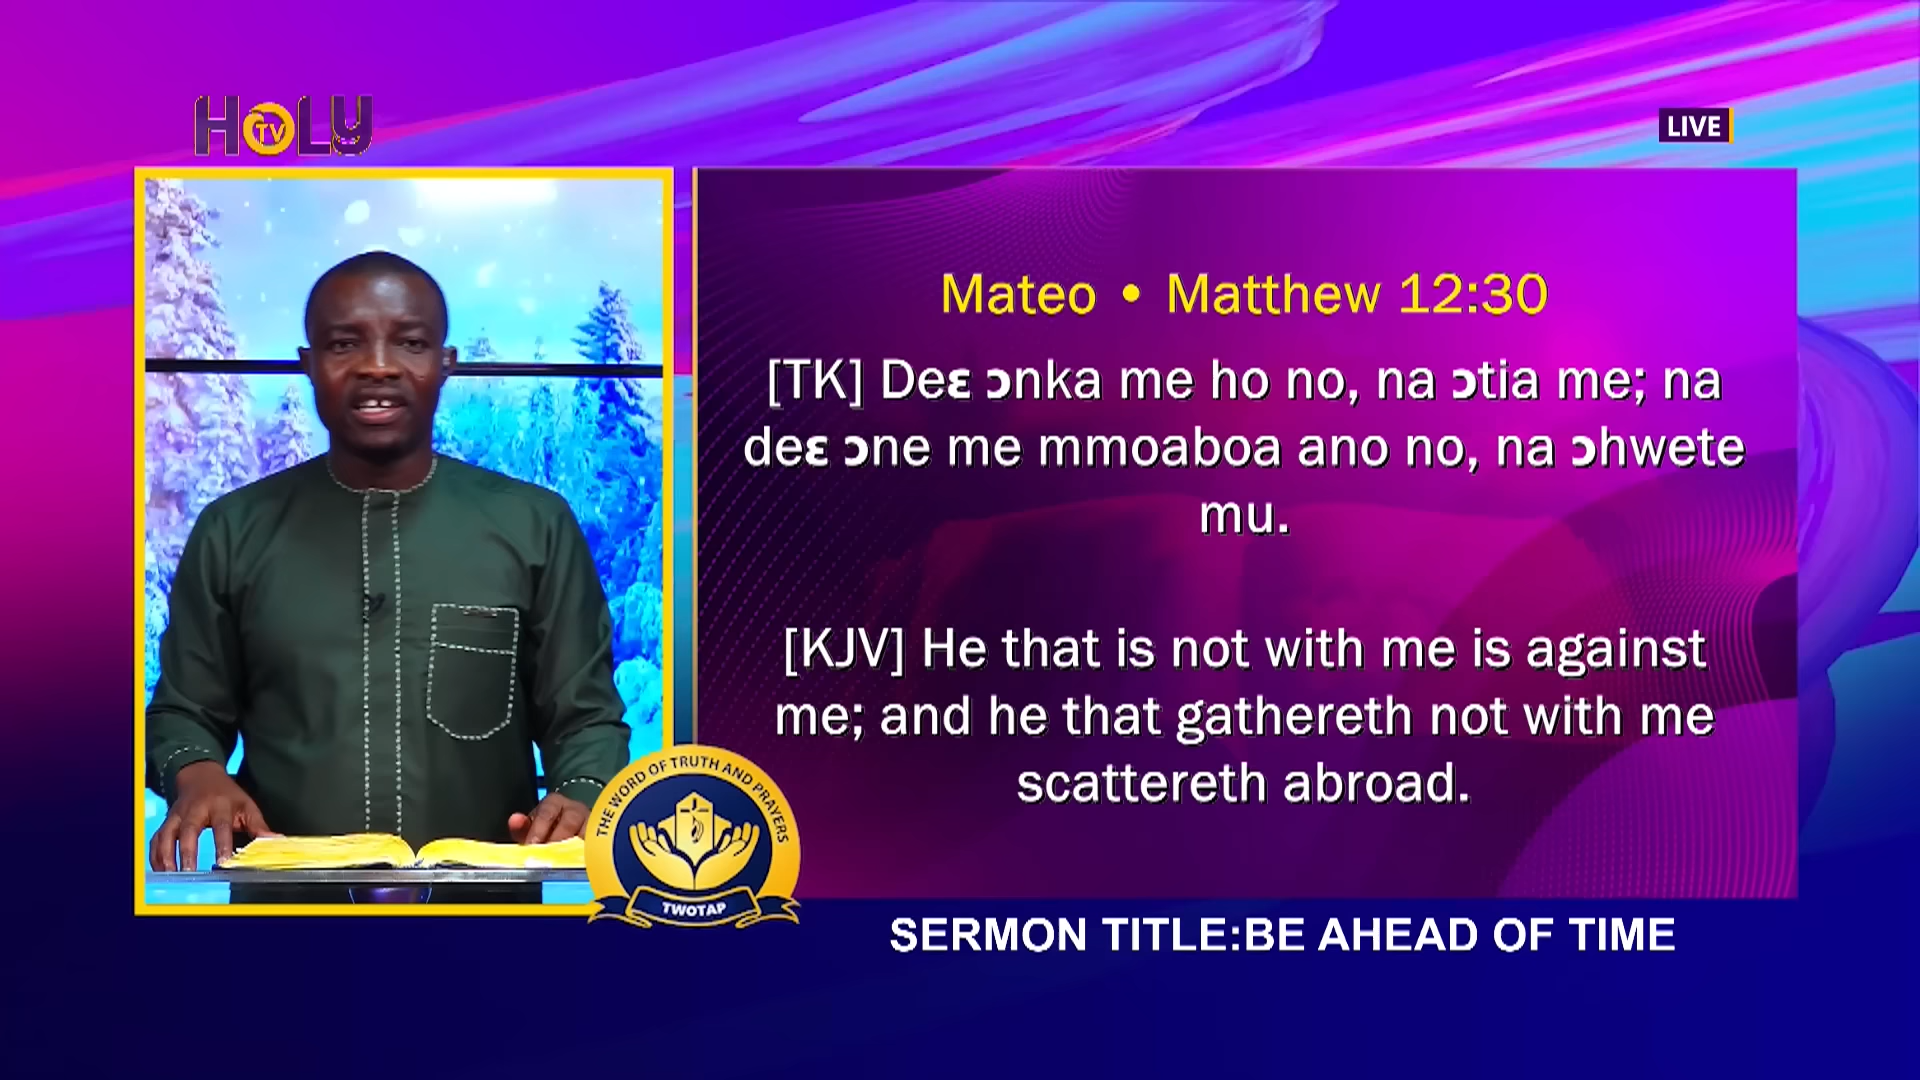 HOLY
TV
LIVE
Mateo • Matthew 12:30
[TK] Deɛ ɔnka me ho no, na ɔtia me; na
deɛ ɔne me mmoaboa ano no, na ɔhwete
mu.
[KJV] He that is not with me is against
me; and he that gathereth not with me
scattereth abroad.
THE WORD OF TRUTH AND PRAYERS
TWOTAP
SERMON TITLE:BE AHEAD OF TIME